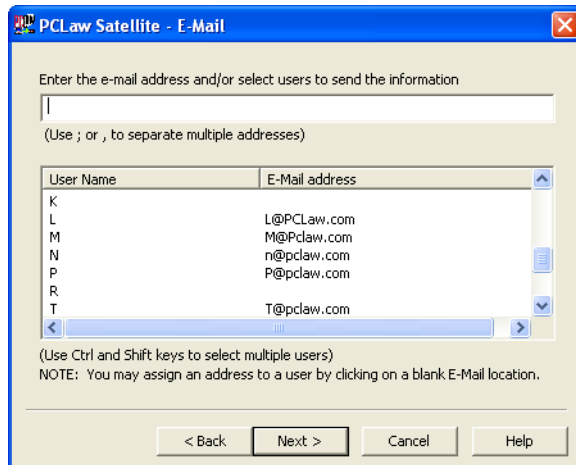 PCLaw Satellite - E-Mail
Enter the e-mail address and/or select users to send the information
(Use ; or , to separate multiple addresses)
User Name E-Mail address
K
L L@PCLaw.com
M M@Pclaw.com
N n@pclaw.com
P P@pclaw.com
R
T T@pclaw.com
(Use Ctrl and Shift keys to select multiple users)
NOTE: You may assign an address to a user by clicking on a blank E-Mail location.
< Back Next > Cancel Help